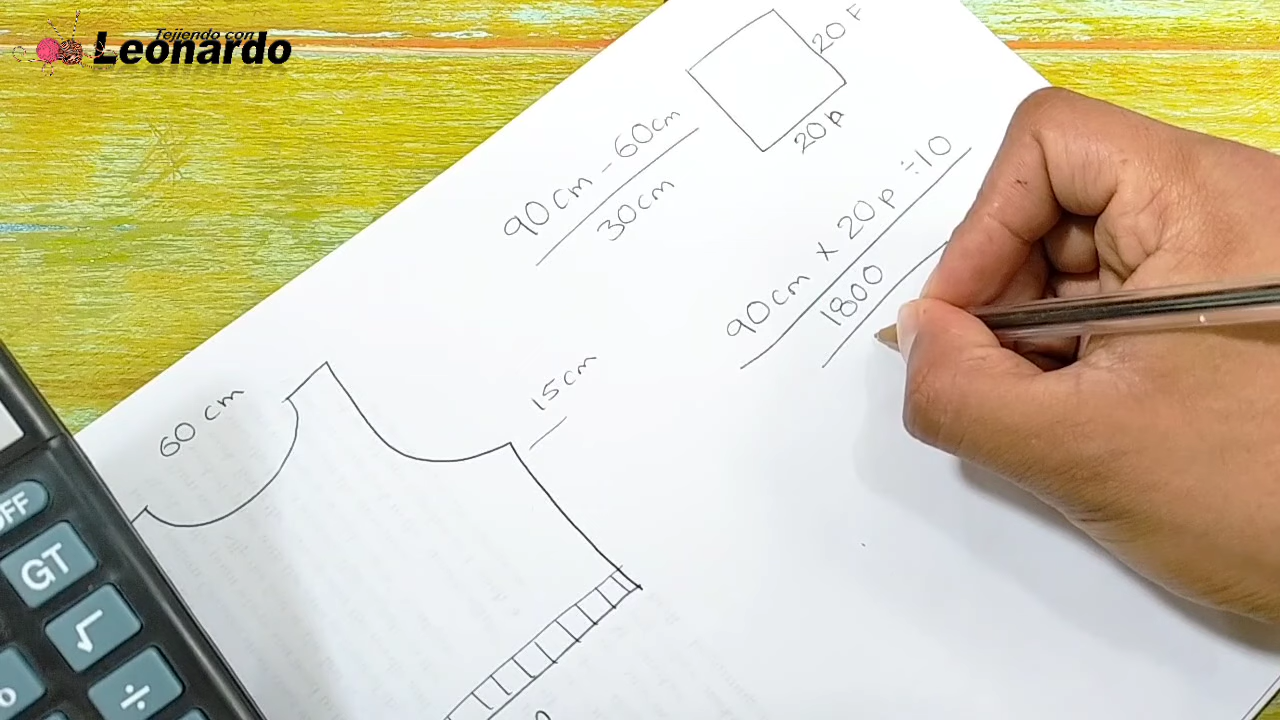 Tejiendo con
Leonardo
20 F
20 p
90 cm - 60 cm
30 cm
90 cm x 20 p ÷10
1800
15 cm
60 cm
OFF
GT
√
÷